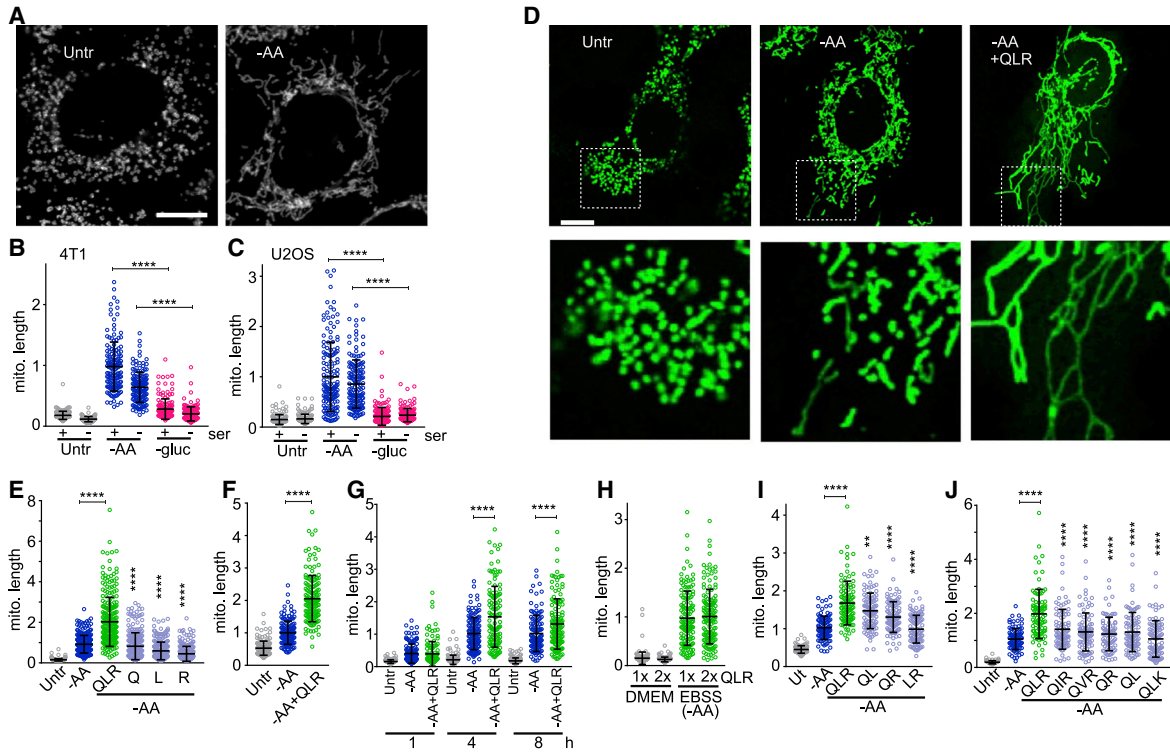 A
Untr
-AA
D
Untr
-AA
-AA
+QLR
B
4T1
mito. length
2
1
0
****
****
+ - + - + - ser
Untr -AA -gluc
C
U2OS
mito. length
3
2
1
0
****
****
+ - + - + - ser
Untr -AA -gluc
E
mito. length
8
6
4
2
0
****
****
****
****
Untr -AA QLR Q L R
-AA
F
5
4
3
2
1
0
****
Untr -AA -AA+QLR
G
mito. length
5
4
3
2
1
0
****
****
Untr -AA -AA+QLR Untr -AA -AA+QLR Untr -AA -AA+QLR
1 4 8 h
H
mito. length
3
2
1
0
1x 2x 1x 2x QLR
DMEM EBSS
(-AA)
I
mito. length
4
3
2
1
0
****
**
****
****
Ut -AA QLR QL QR LR
-AA
J
mito. length
6
4
2
0
****
****
****
****
****
****
Untr -AA QLR QIR QVR QR QL QLK
-AA